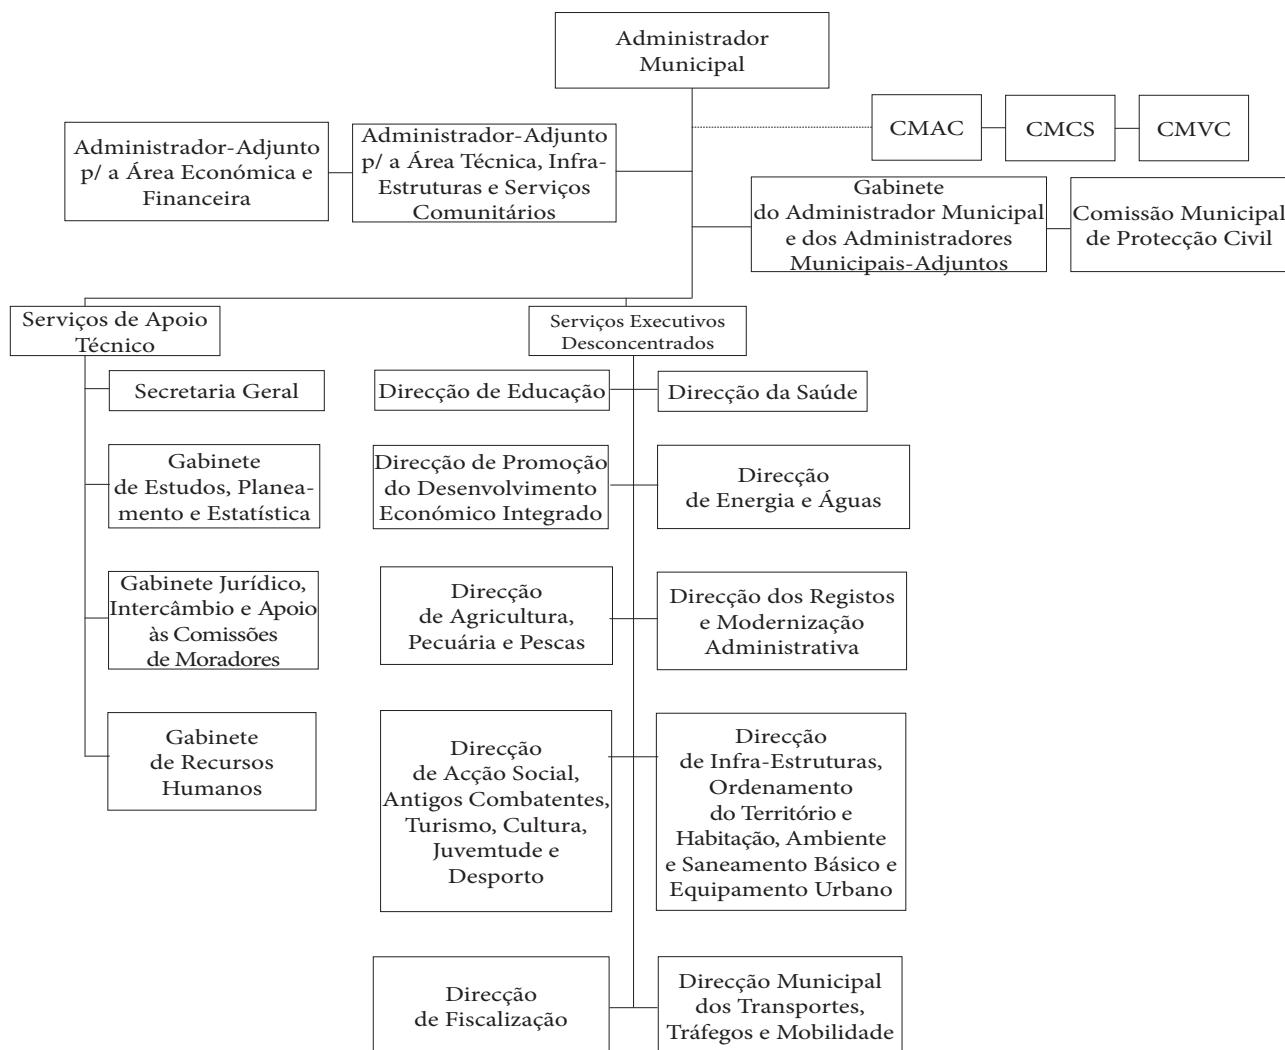 Administrador
Municipal
CMAC
CMCS
CMVC
Administrador-Adjunto
p/ a Área Económica e
Financeira
Administrador-Adjunto
p/ a Área Técnica, Infra-
Estruturas e Serviços
Comunitários
Gabinete
do Administrador Municipal
e dos Administradores
Municipais-Adjuntos
Comissão Municipal
de Protecção Civil
Serviços de Apoio
Técnico
Serviços Executivos
Desconcentrados
Secretaria Geral
Direcção de Educação
Direcção da Saúde
Gabinete
de Estudos, Planea-
mento e Estatística
Direcção de Promoção
do Desenvolvimento
Económico Integrado
Direcção
de Energia e Águas
Gabinete Jurídico,
Intercâmbio e Apoio
às Comissões
de Moradores
Direcção
de Agricultura,
Pecuária e Pescas
Direcção dos Registos
e Modernização
Administrativa
Gabinete
de Recursos
Humanos
Direcção
de Acção Social,
Antigos Combatentes,
Turismo, Cultura,
Juvemtude e
Desporto
Direcção
de Infra-Estruturas,
Ordenamento
do Território e
Habitação, Ambiente
e Saneamento Básico e
Equipamento Urbano
Direcção
de Fiscalização
Direcção Municipal
dos Transportes,
Tráfegos e Mobilidade